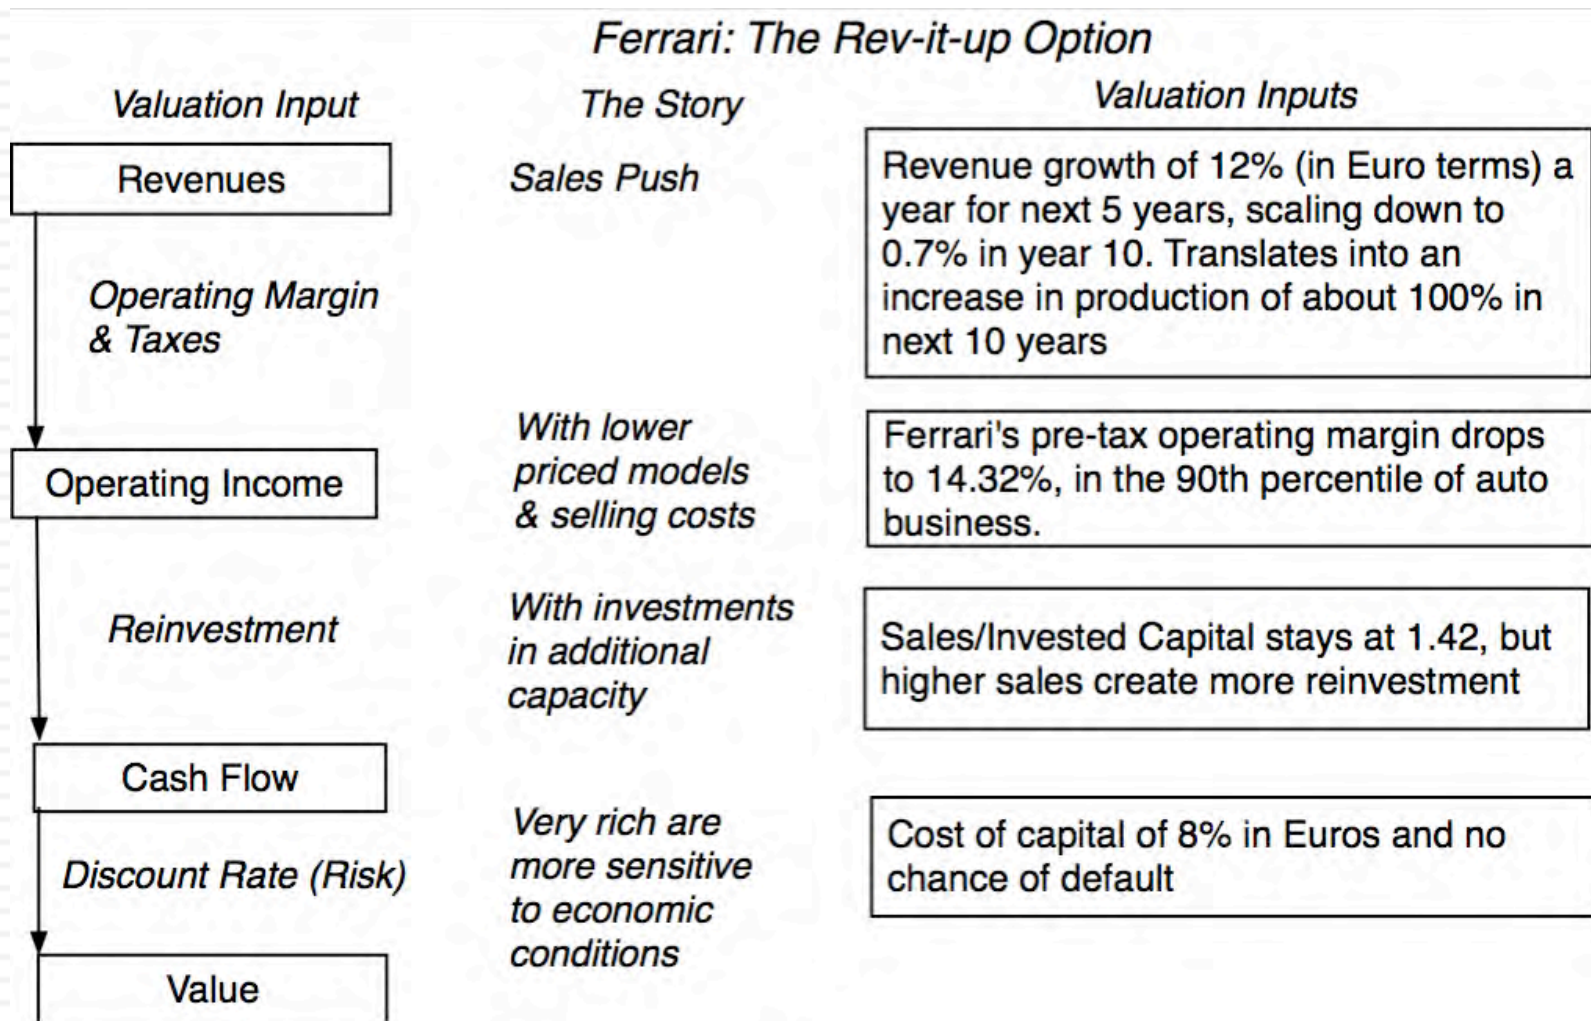 Ferrari: The Rev-it-up Option
Valuation Input
The Story
Valuation Inputs
Revenues
Sales Push
Revenue growth of 12% (in Euro terms) a
year for next 5 years, scaling down to
0.7% in year 10. Translates into an
increase in production of about 100% in
next 10 years
Operating Margin
& Taxes
Operating Income
With lower
priced models
& selling costs
Ferrari's pre-tax operating margin drops
to 14.32%, in the 90th percentile of auto
business.
Reinvestment
With investments
in additional
capacity
Sales/Invested Capital stays at 1.42, but
higher sales create more reinvestment
Cash Flow
Discount Rate (Risk)
Very rich are
more sensitive
to economic
conditions
Cost of capital of 8% in Euros and no
chance of default
Value